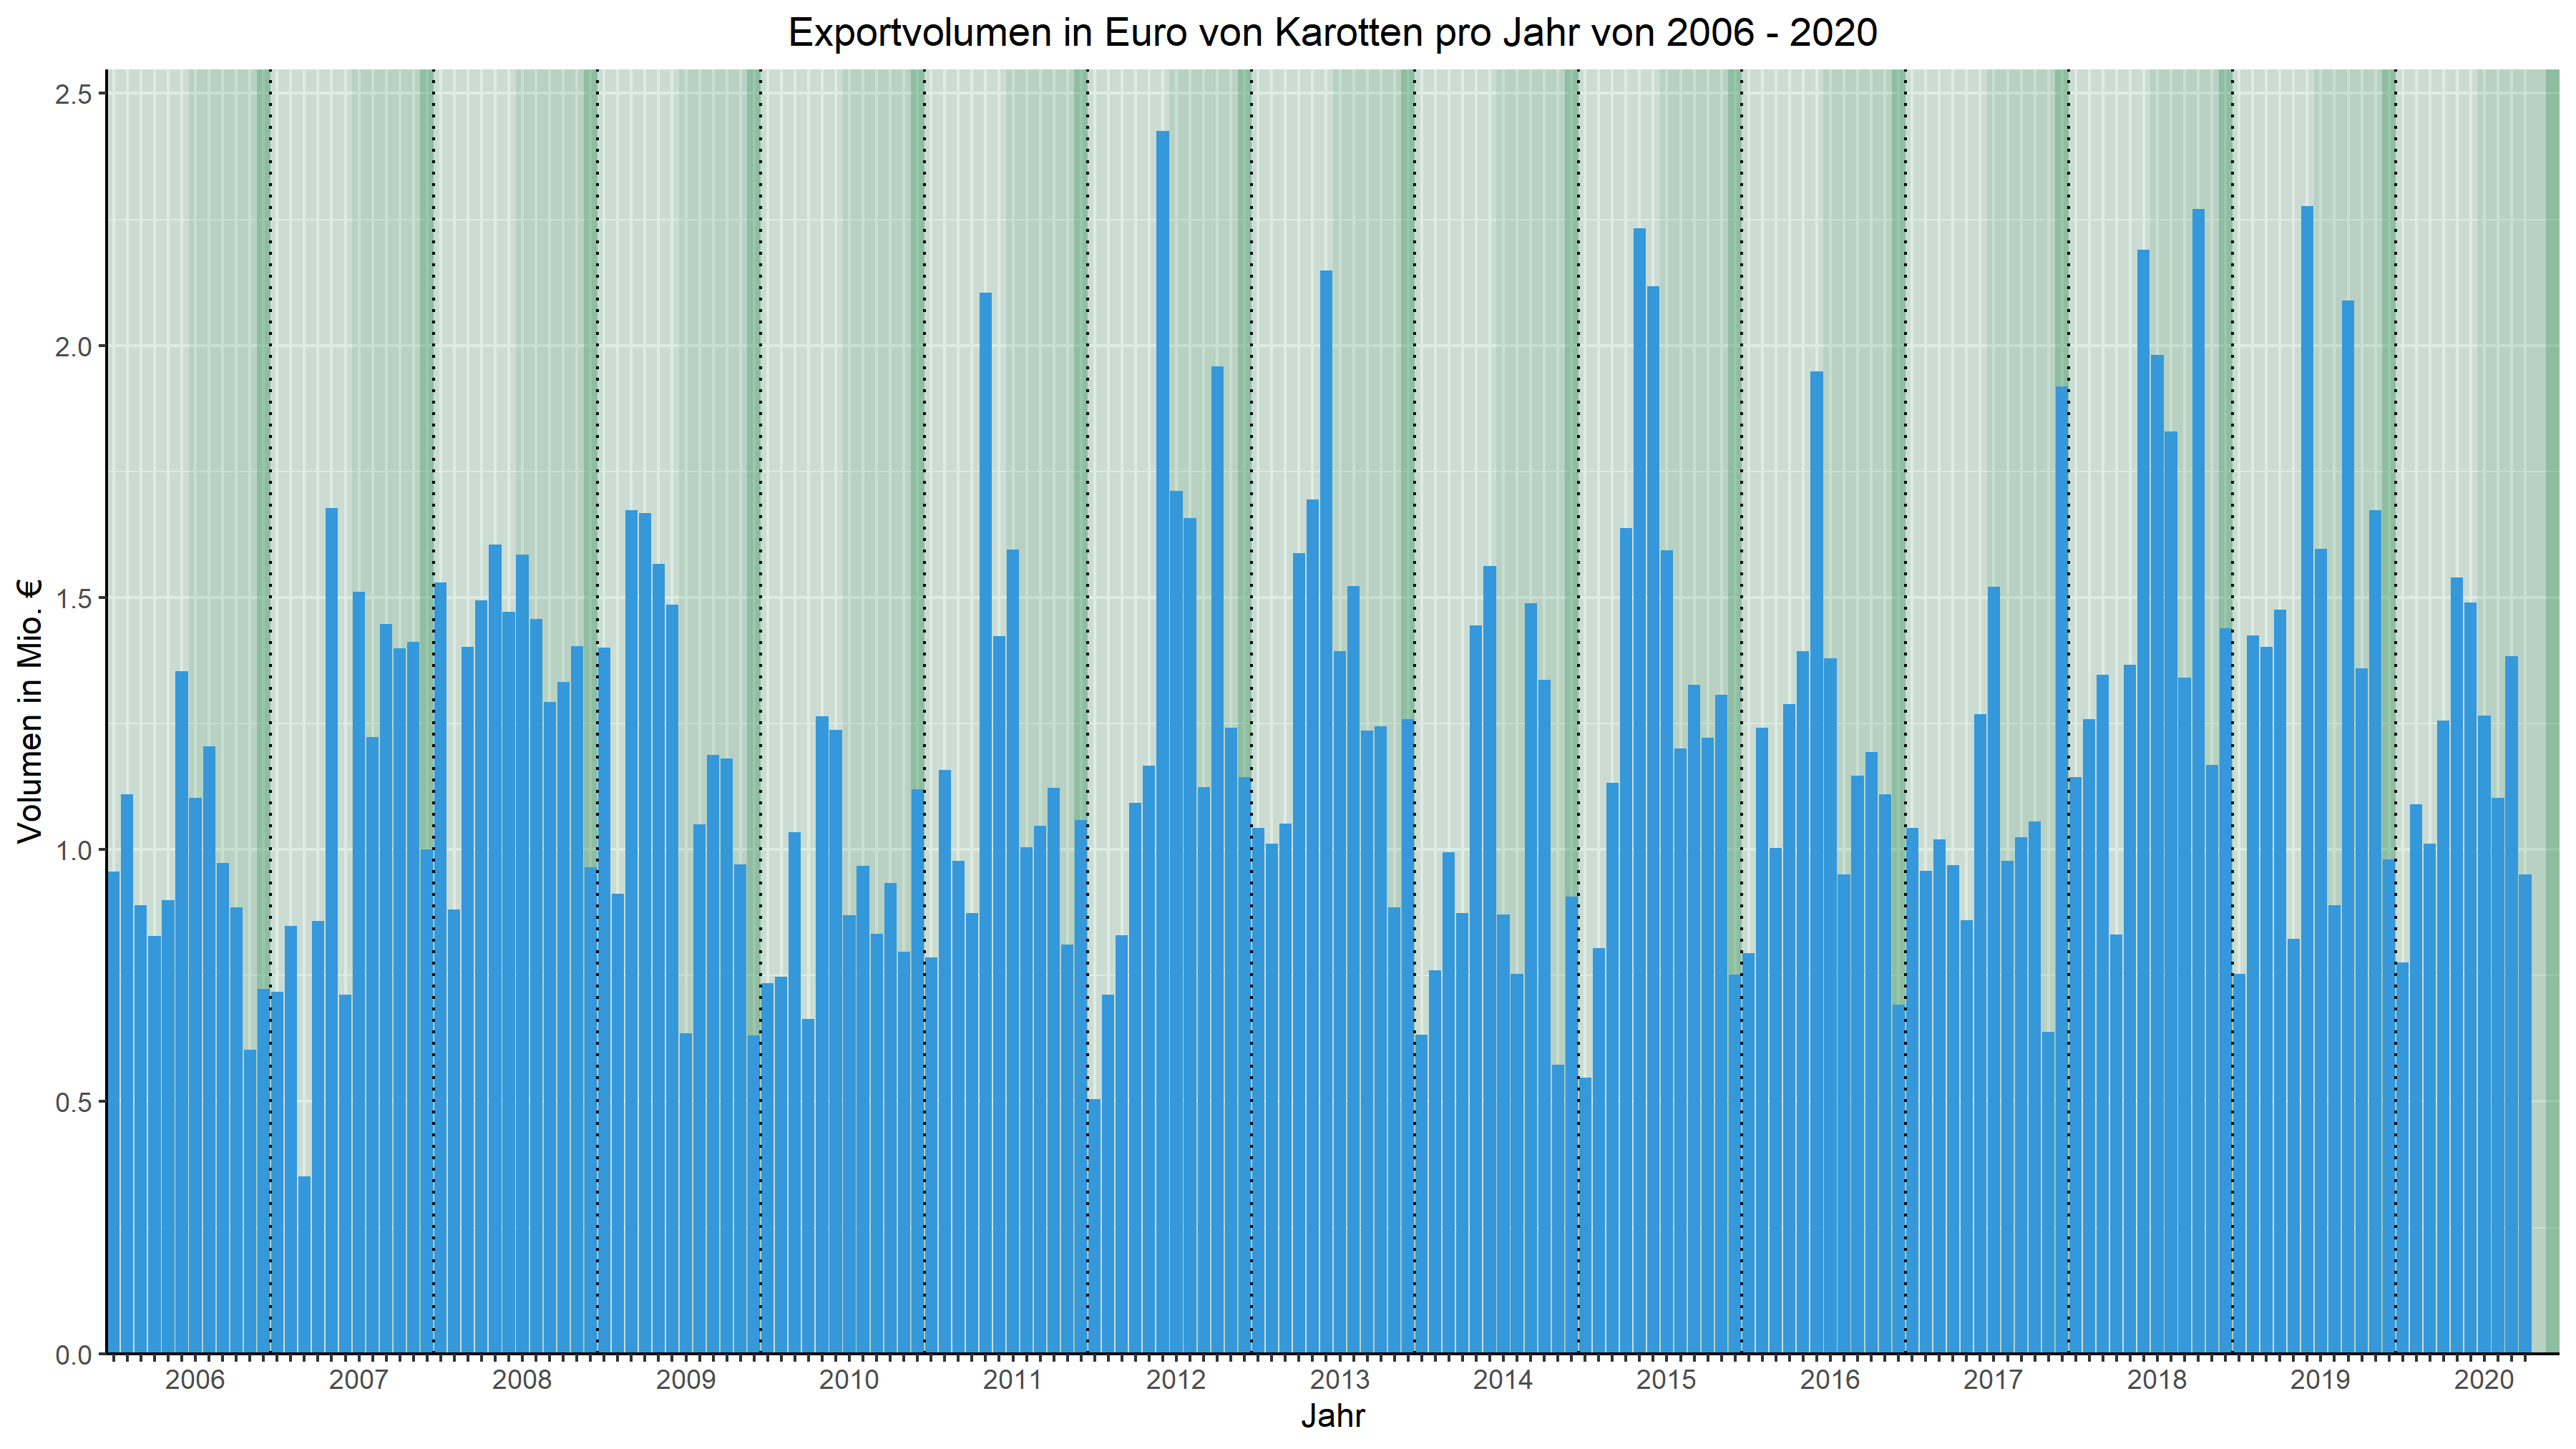 Exportvolumen in Euro von Karotten pro Jahr von 2006 - 2020
Volumen in Mio. €
2.5
2.0
1.5
1.0
0.5
0.0
2006 2007 2008 2009 2010 2011 2012 2013 2014 2015 2016 2017 2018 2019 2020
Jahr